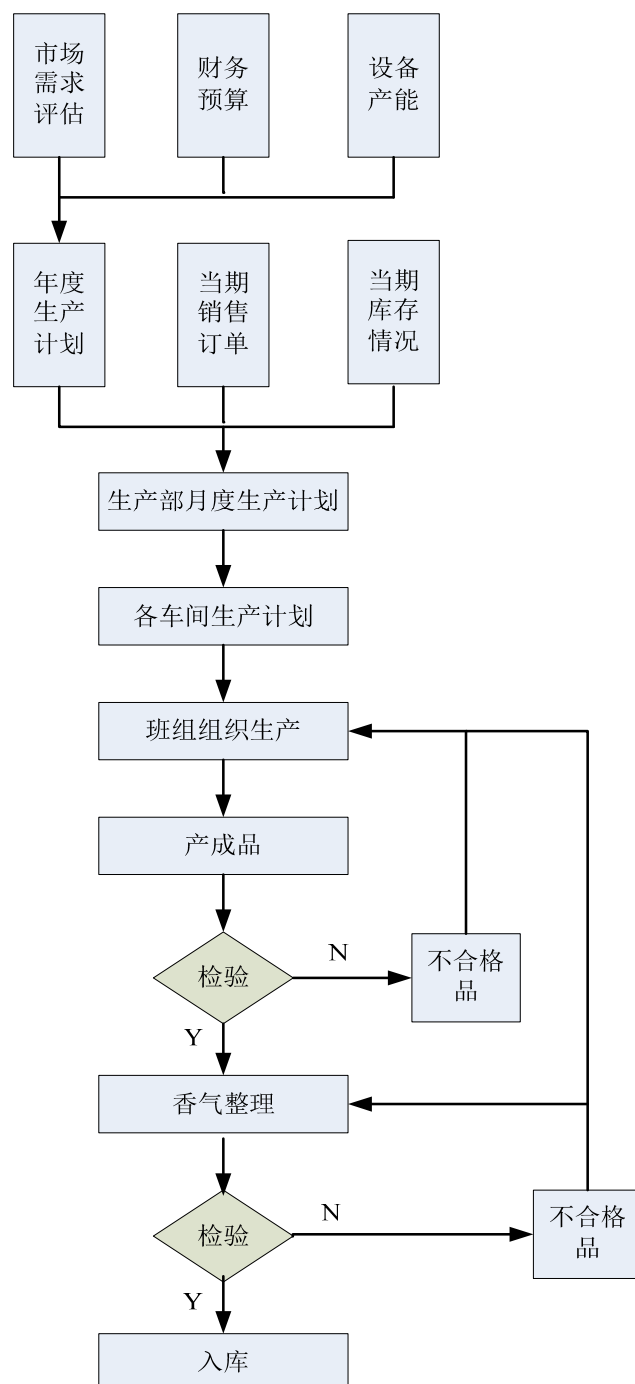 市场
需求
评估
财务
预算
设备
产能
年度
生产
计划
当期
销售
订单
当期
库存
情况
生产部月度生产计划
各车间生产计划
班组组织生产
产成品
检验
N
不合格
品
Y
香气整理
检验
N
不合格
品
Y
入库